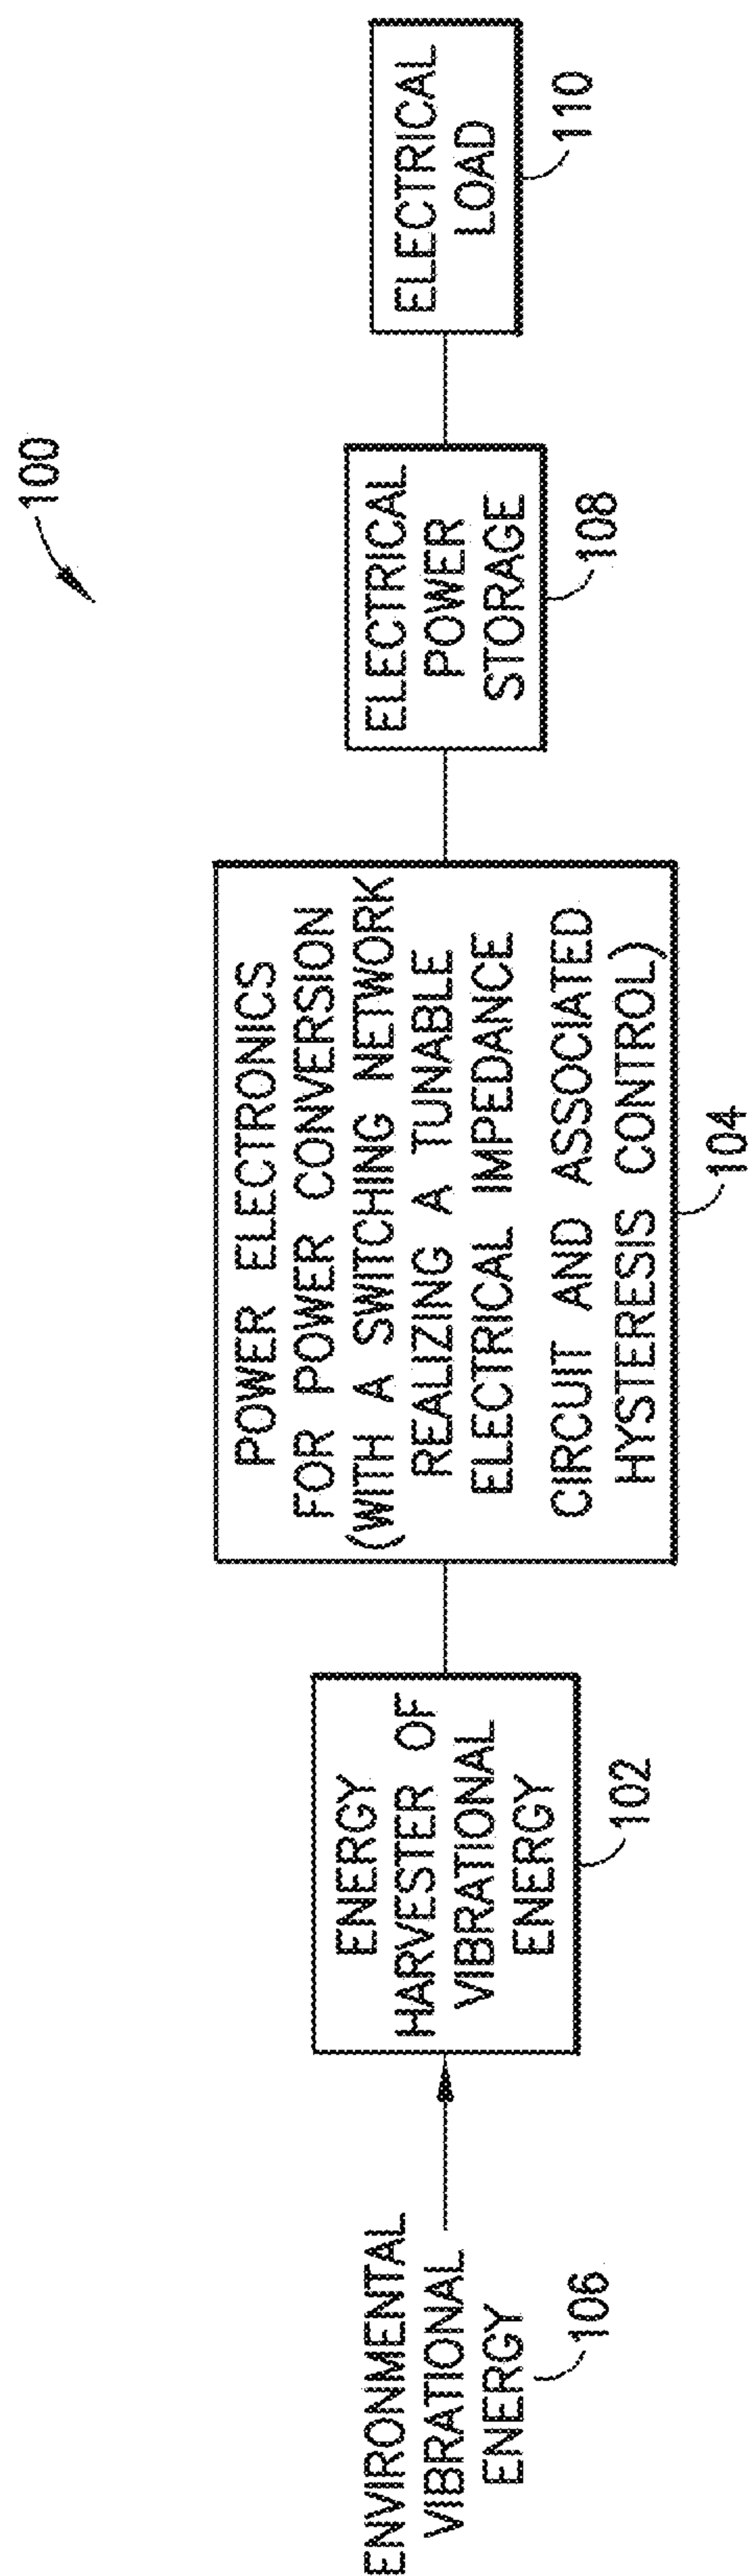 100
ENVIRONMENTAL
VIBRATIONAL
ENERGY
106
ENERGY
HARVESTER OF
VIBRATIONAL
ENERGY
102
POWER ELECTRONICS
FOR POWER CONVERSION
(WITH A SWITCHING NETWORK
REALIZING A TUNABLE
ELECTRICAL IMPEDANCE
CIRCUIT AND ASSOCIATED
HYSTERESIS CONTROL)
104
ELECTRICAL
POWER
STORAGE
108
ELECTRICAL
LOAD
110